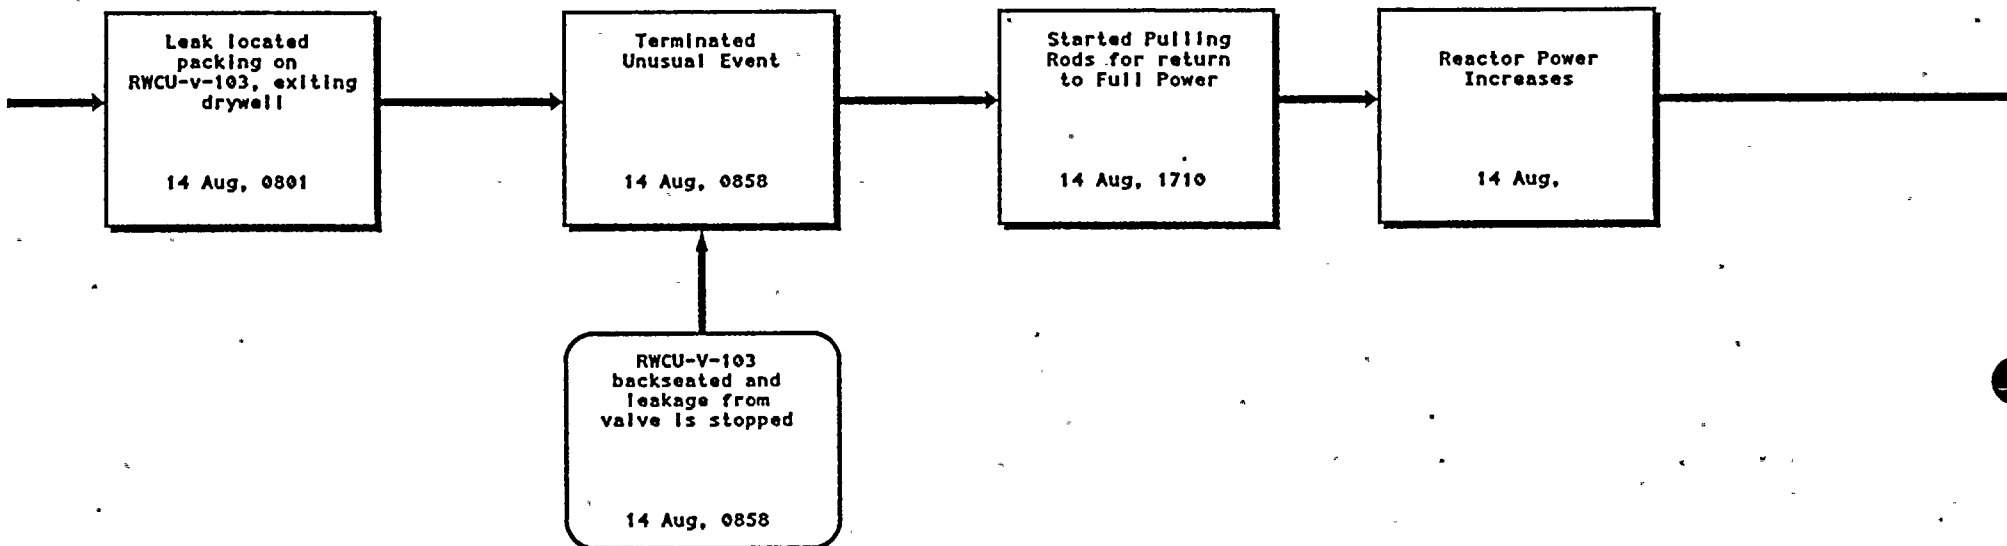 Leak located
packing on
RWCU-v-103, exiting
drywell
14 Aug, 0801
Terminated
Unusual Event
14 Aug, 0858
Started Pulling
Rods for return
to Full Power
14 Aug, 1710
Reactor Power
Increases
14 Aug,
RWCU-V-103
backseated and
leakage from
valve is stopped
14 Aug, 0858